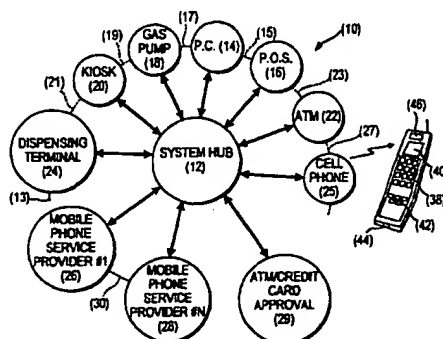 (10)
(17)
(19)
GAS
PUMP
(18)
P.C.
(14)
(15)
P.O.S.
(16)
(23)
(21)
KIOSK
(20)
ATM
(22)
(27)
DISPENSING
TERMINAL
(24)
(13)
SYSTEM HUB
(12)
CELL
PHONE
(25)
(46)
(40)
(38)
(42)
(44)
MOBILE
PHONE
SERVICE
PROVIDER #1
(26)
(30)
MOBILE
PHONE
SERVICE
PROVIDER #N
(28)
ATM/CREDIT
CARD
APPROVAL
(29)